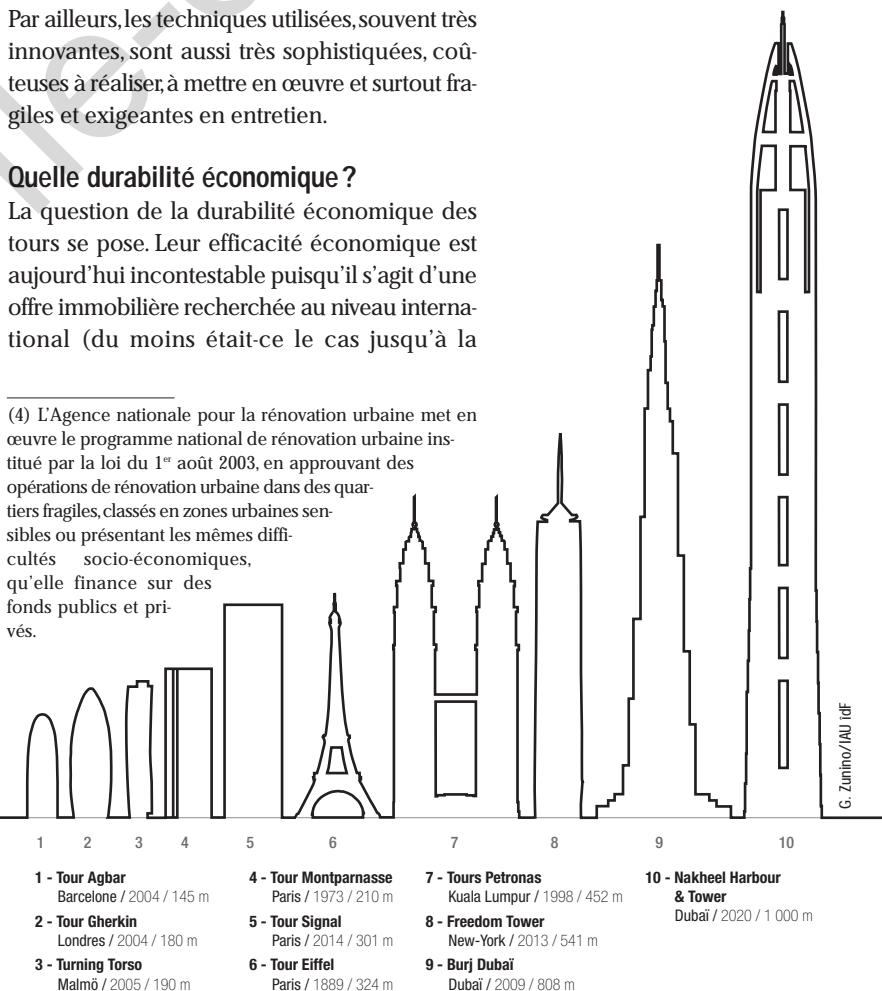 Par ailleurs, les techniques utilisées, souvent très
innovantes, sont aussi très sophistiquées, coû-
teuses à réaliser, à mettre en œuvre et surtout fra-
giles et exigeantes en entretien.
Quelle durabilité économique ?
La question de la durabilité économique des
tours se pose. Leur efficacité économique est
aujourd'hui incontestable puisqu'il s'agit d'une
offre immobilière recherchée au niveau interna-
tional (du moins était-ce le cas jusqu'à la
(4) L'Agence nationale pour la rénovation urbaine met en
œuvre le programme national de rénovation urbaine ins-
titué par la loi du 1er août 2003, en approuvant des
opérations de rénovation urbaine dans des quar-
tiers fragiles, classés en zones urbaines sen-
sibles ou présentant les mêmes diffi-
cultés socio-économiques,
qu'elle finance sur des
fonds publics et pri-
vés.
G. Zunino/IAU îdF
1 2 3 4 5 6 7 8 9 10
1 - Tour Agbar
Barcelone / 2004 / 145 m
2 - Tour Gherkin
Londres / 2004 / 180 m
3 - Turning Torso
Malmö / 2005 / 190 m
4 - Tour Montparnasse
Paris / 1973 / 210 m
5 - Tour Signal
Paris / 2014 / 301 m
6 - Tour Eiffel
Paris / 1889 / 324 m
7 - Tours Petronas
Kuala Lumpur / 1998 / 452 m
8 - Freedom Tower
New-York / 2013 / 541 m
9 - Burj Dubaï
Dubaï / 2009 / 808 m
10 - Nakheel Harbour
& Tower
Dubaï / 2020 / 1 000 m